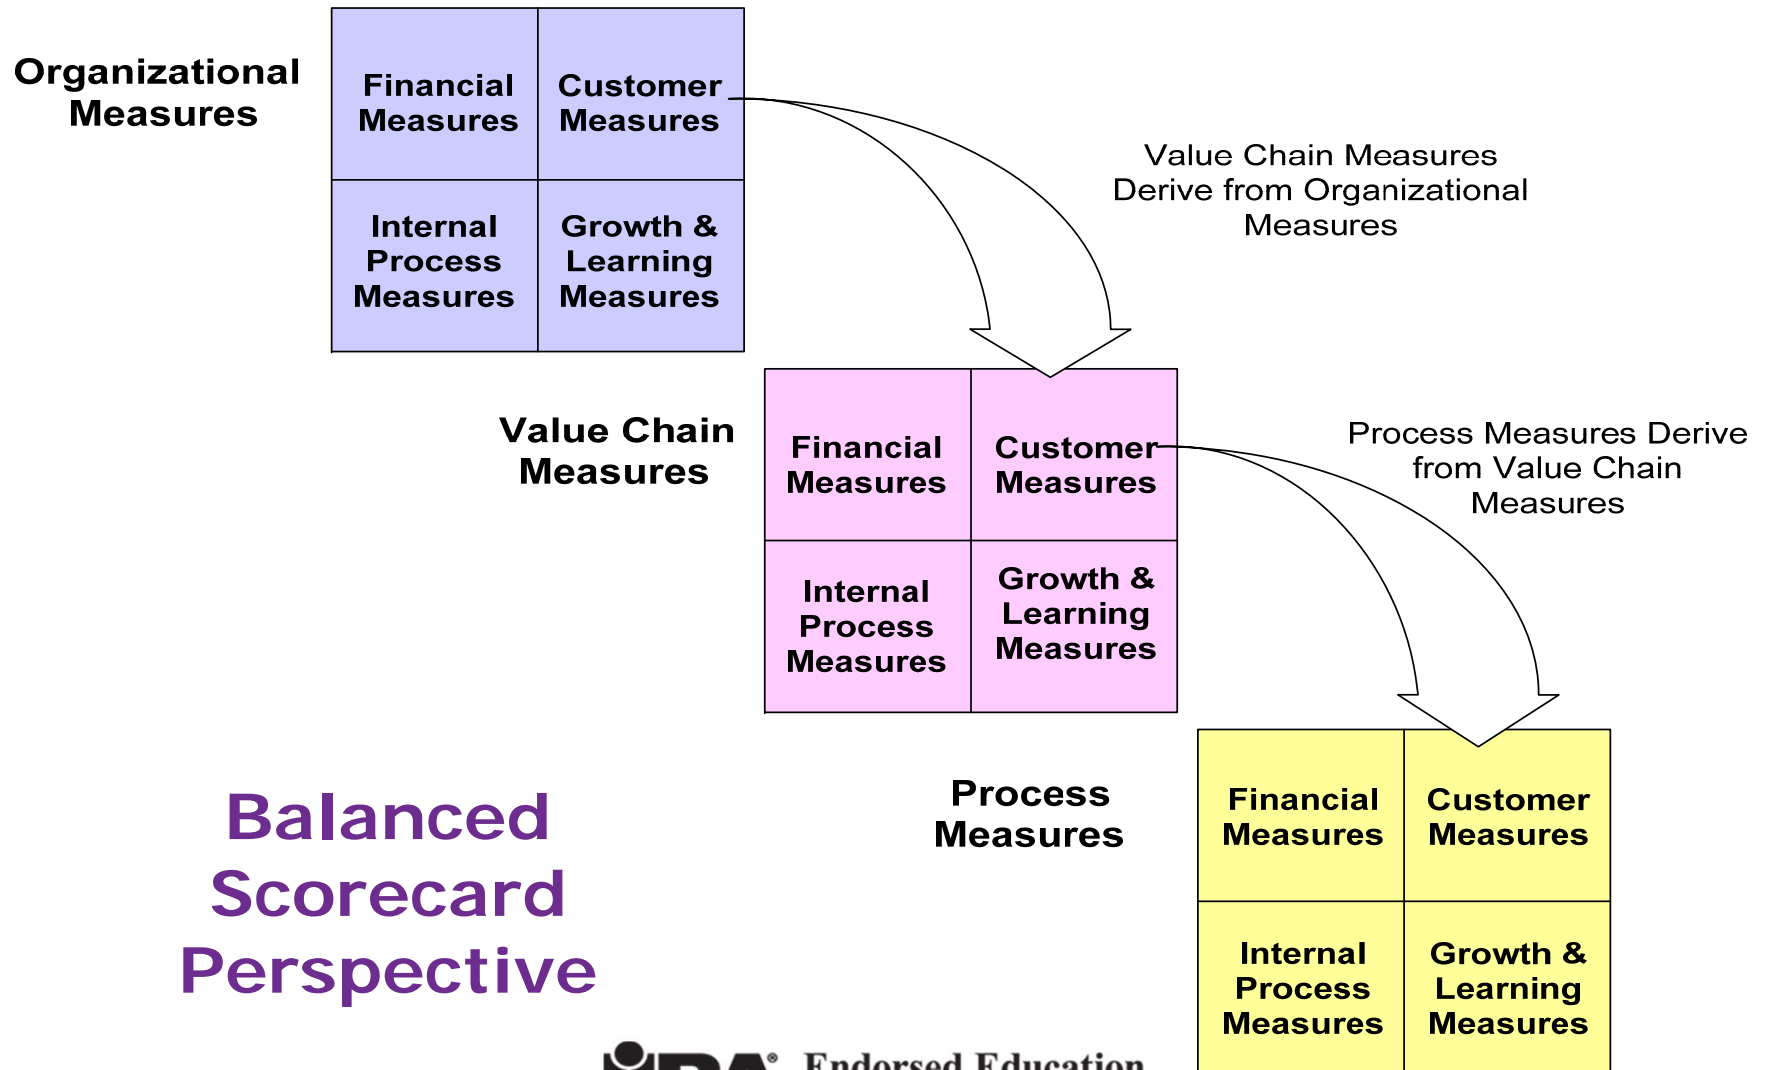 Organizational
Measures
Financial
Measures
Customer
Measures
Internal
Process
Measures
Growth &
Learning
Measures
Value Chain Measures
Derive from Organizational
Measures
Value Chain
Measures
Financial
Measures
Customer
Measures
Internal
Process
Measures
Growth &
Learning
Measures
Process Measures Derive
from Value Chain
Measures
Process
Measures
Financial
Measures
Customer
Measures
Internal
Process
Measures
Growth &
Learning
Measures
Balanced
Scorecard
Perspective
Endorsed Education